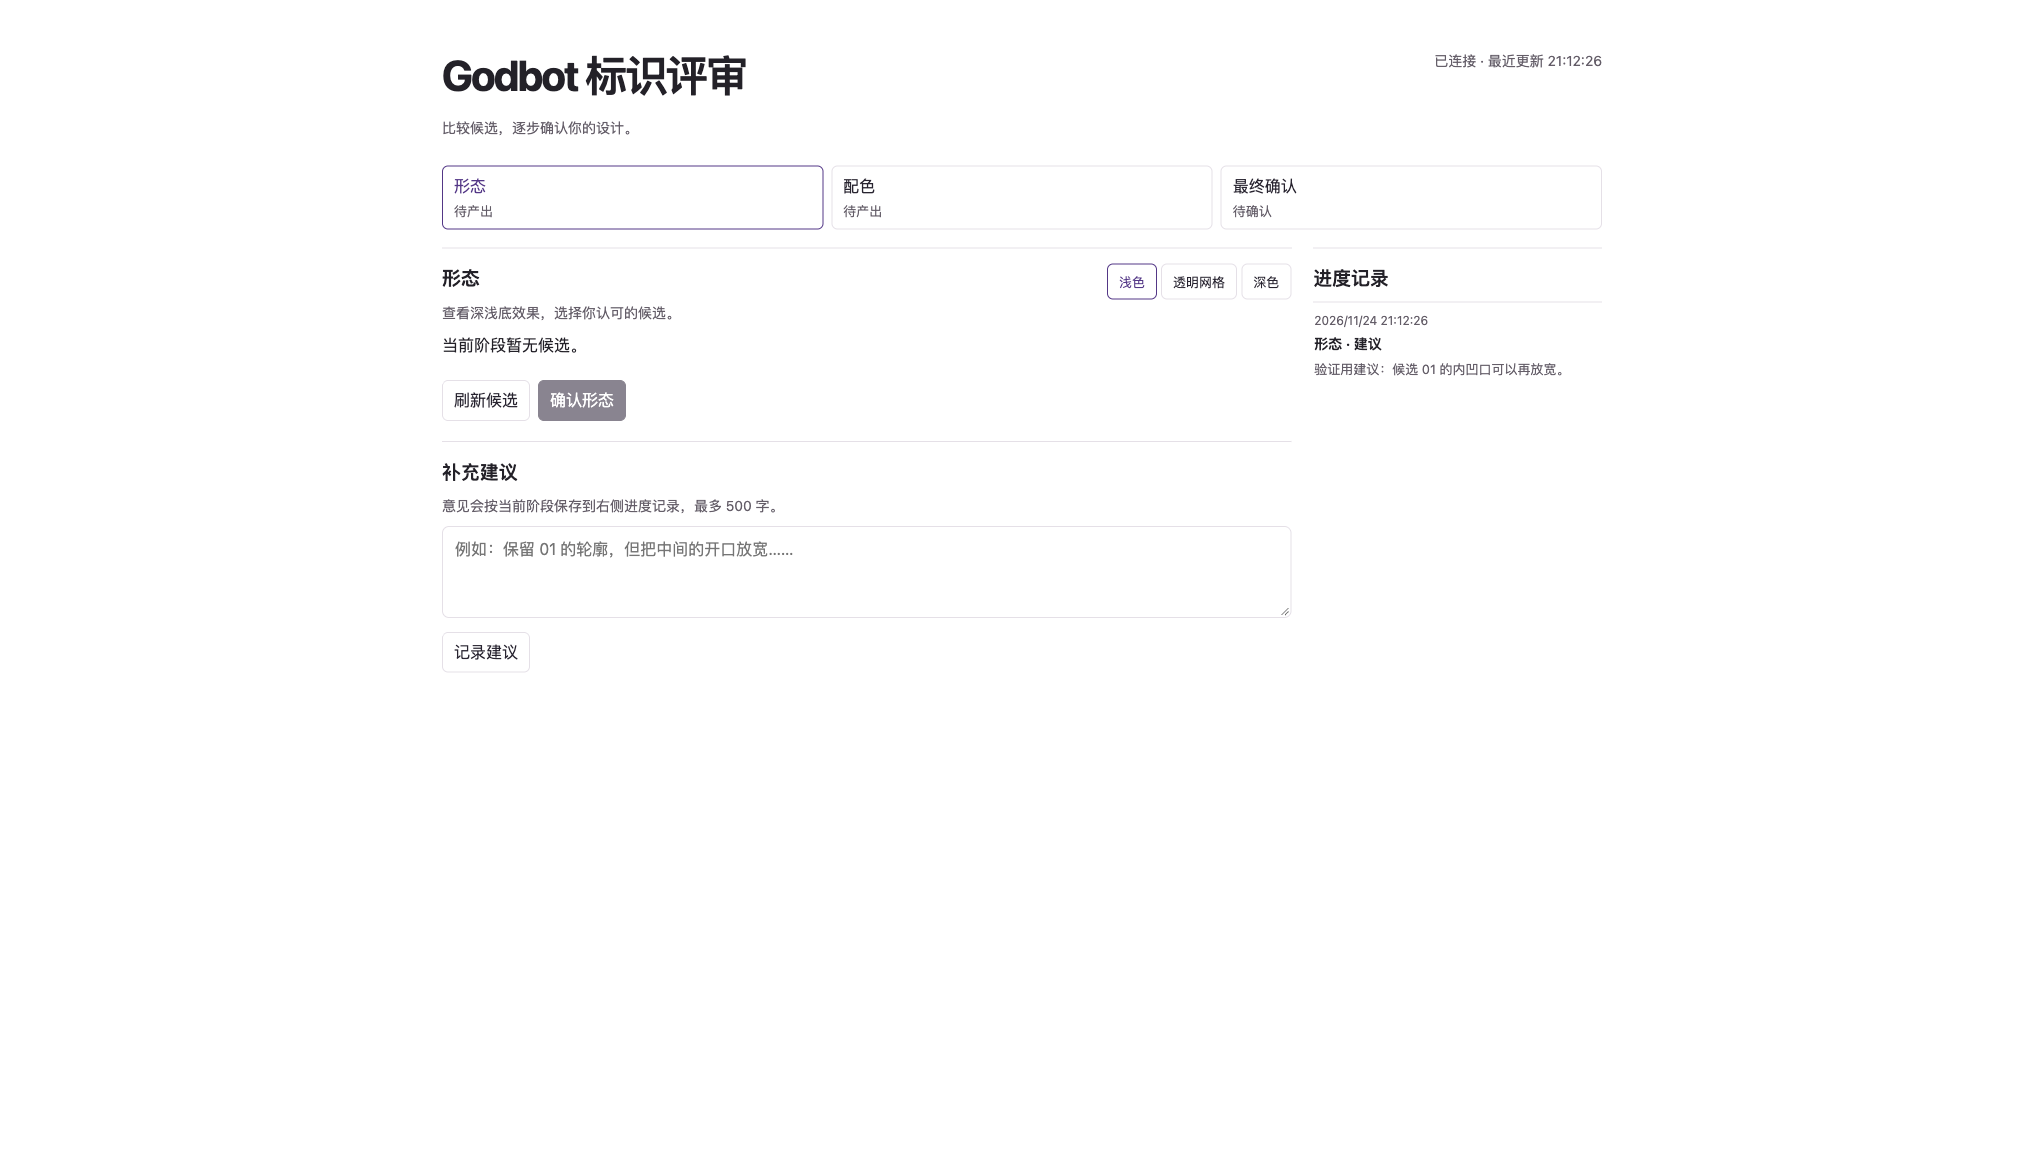 Godbot 标识评审
已连接 · 最近更新 21:12:26
比较候选，逐步确认你的设计。
形态
待产出
配色
待产出
最终确认
待确认
形态
浅色
透明网格
深色
查看深浅底效果，选择你认可的候选。
当前阶段暂无候选。
刷新候选
确认形态
补充建议
意见会按当前阶段保存到右侧进度记录，最多 500 字。
例如：保留 01 的轮廓，但把中间的开口放宽……
记录建议
进度记录
2026/11/24 21:12:26
形态 · 建议
验证用建议：候选 01 的内凹口可以再放宽。